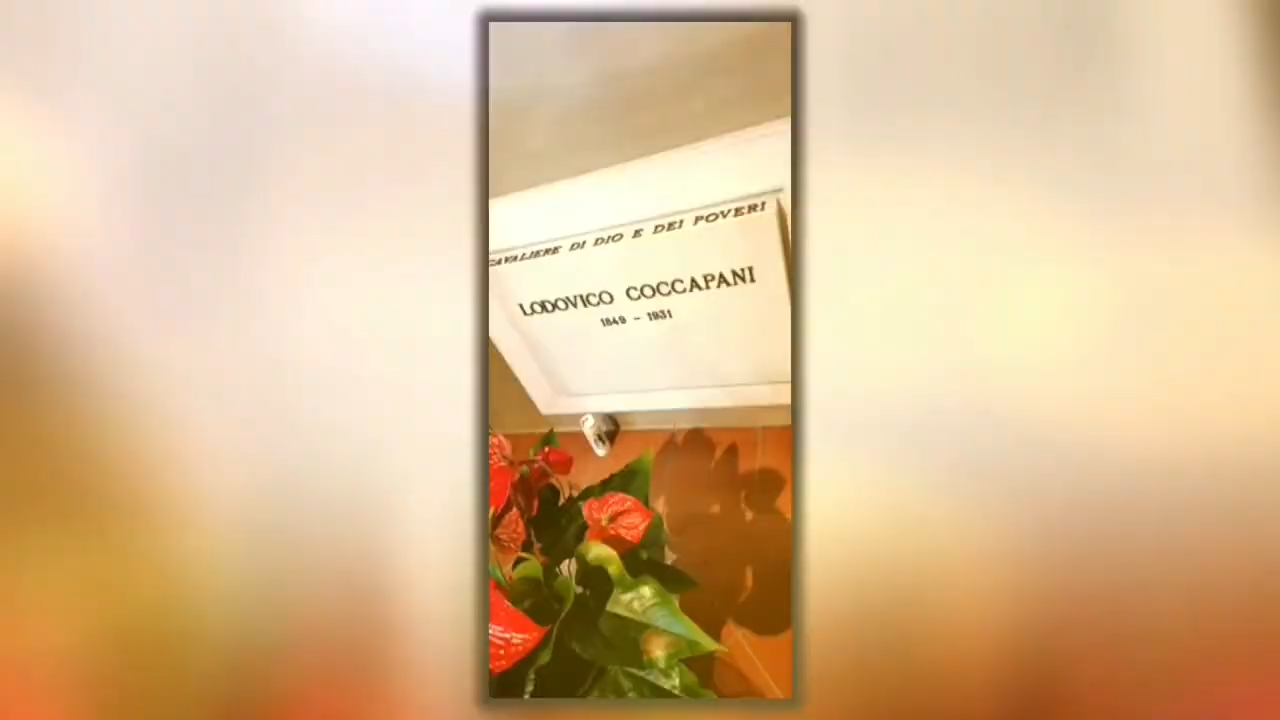 CAVALIERE DI DIO E DEI POVERI
LODOVICO COCCAPANI
1849 - 1931